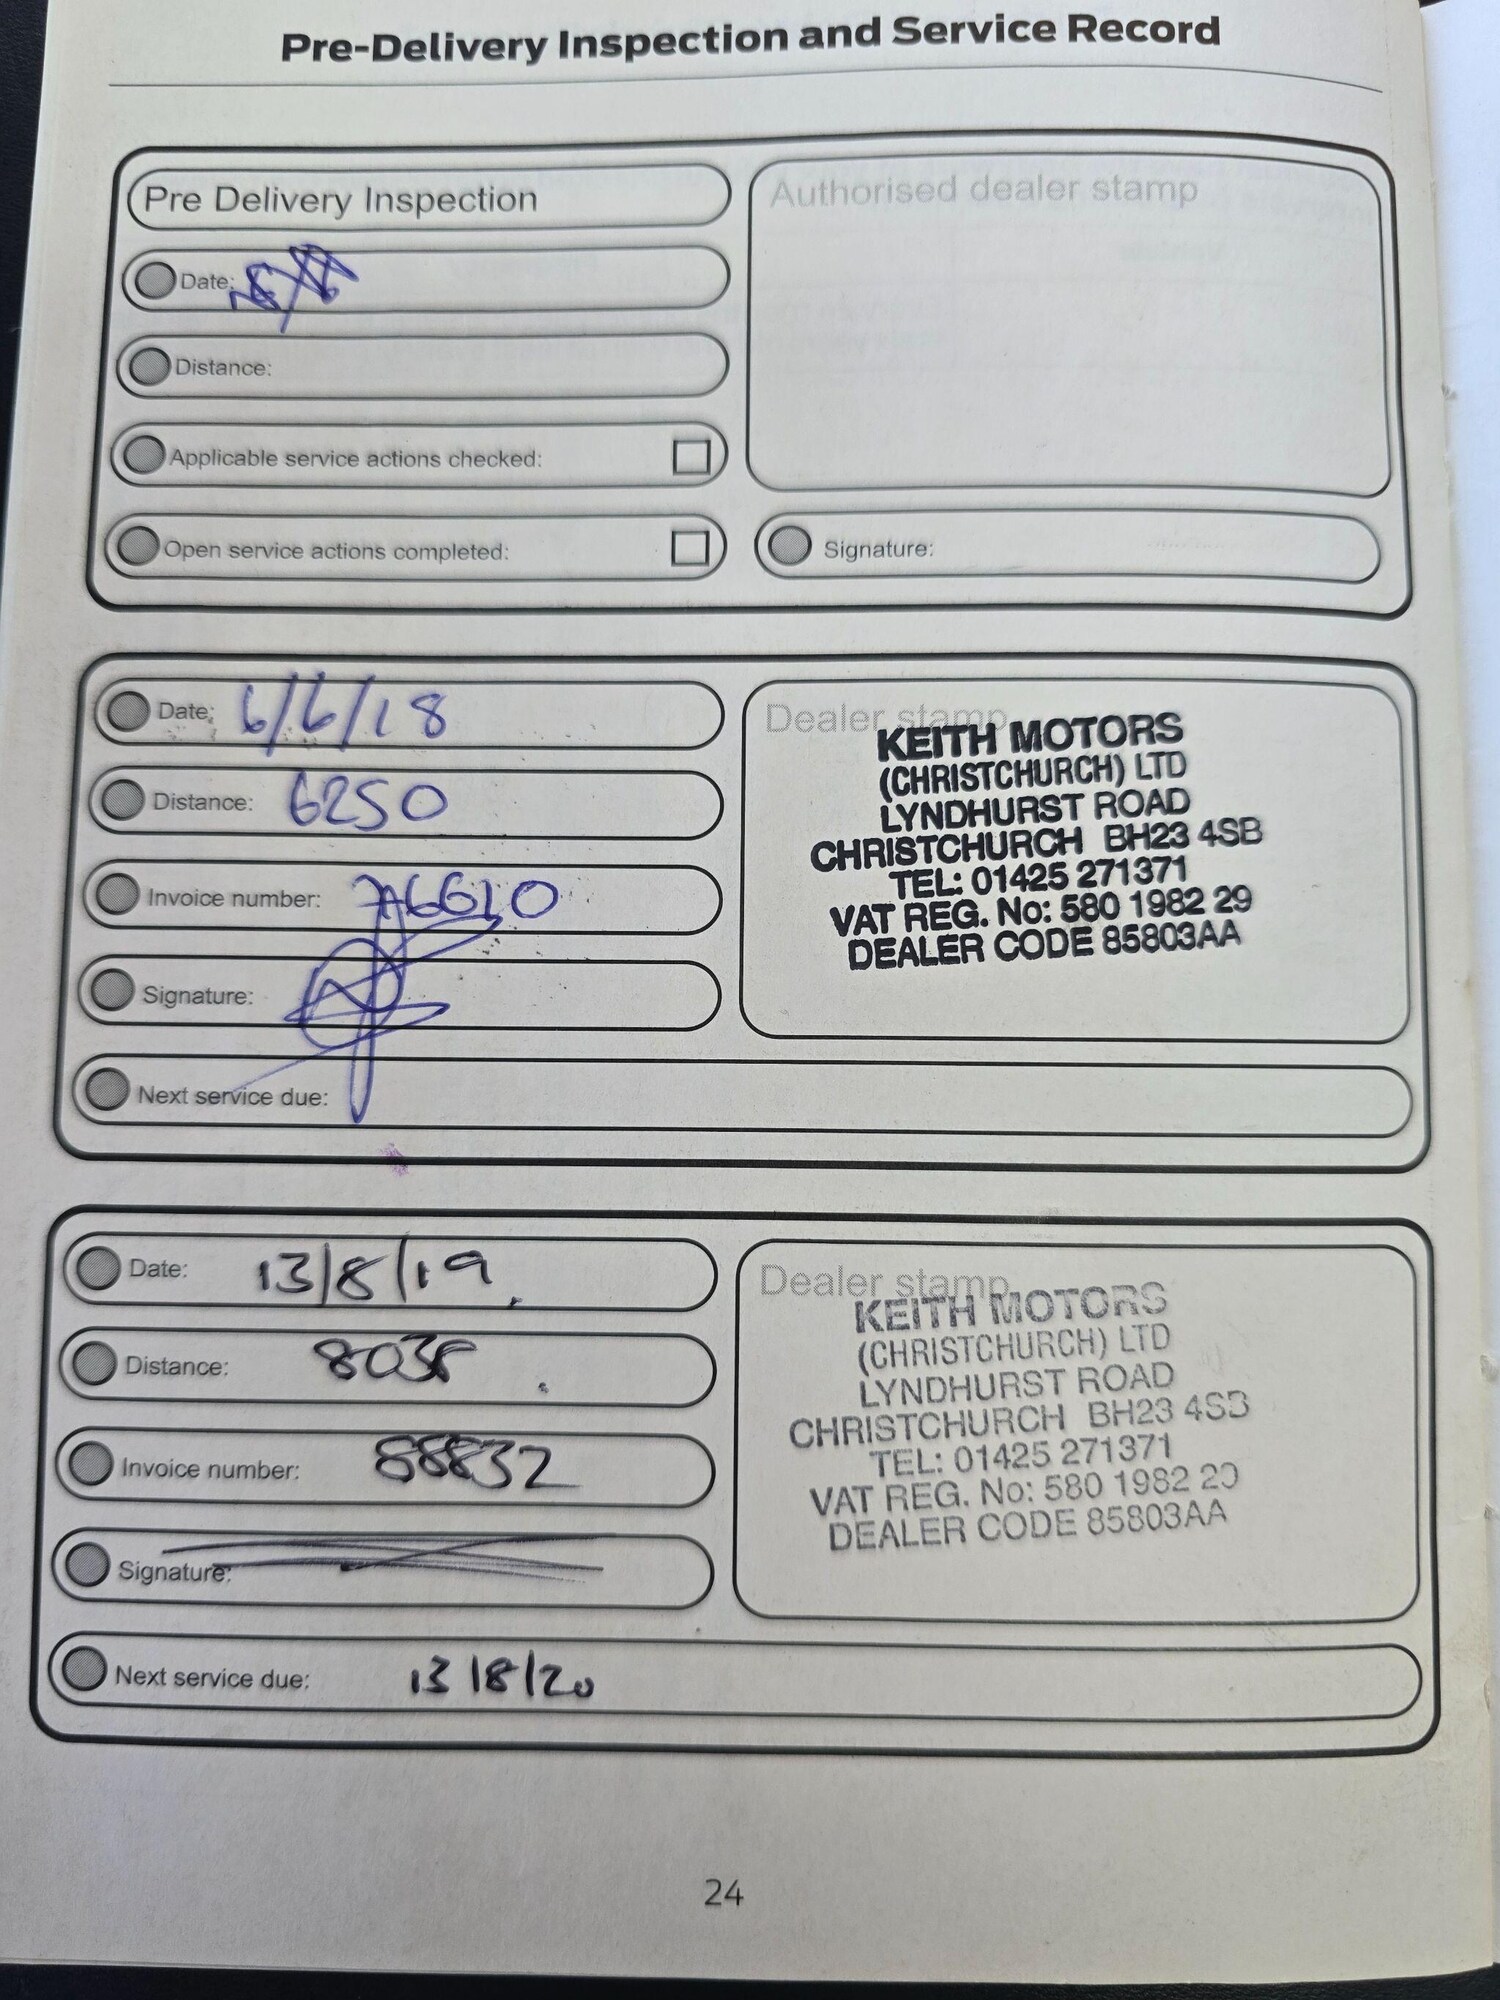 Pre-Delivery Inspection and Service Record
Pre Delivery Inspection
Authorised dealer stamp
Date:
Distance:
Applicable service actions checked:
Open service actions completed:
Signature:
Date: 6/6/18
Distance: 6250
Invoice number: 76610
Signature:
Next service due:
Dealer stamp
KEITH MOTORS
(CHRISTCHURCH) LTD
LYNDHURST ROAD
CHRISTCHURCH BH23 4SB
TEL: 01425 271371
VAT REG. No: 580 1982 29
DEALER CODE 85803AA
Date: 13/8/19
Distance: 8038
Invoice number: 88832
Signature:
Next service due: 13/8/20
Dealer stamp
KEITH MOTORS
(CHRISTCHURCH) LTD
LYNDHURST ROAD
CHRISTCHURCH BH23 4SB
TEL: 01425 271371
VAT REG. No: 580 1982 29
DEALER CODE 85803AA
24